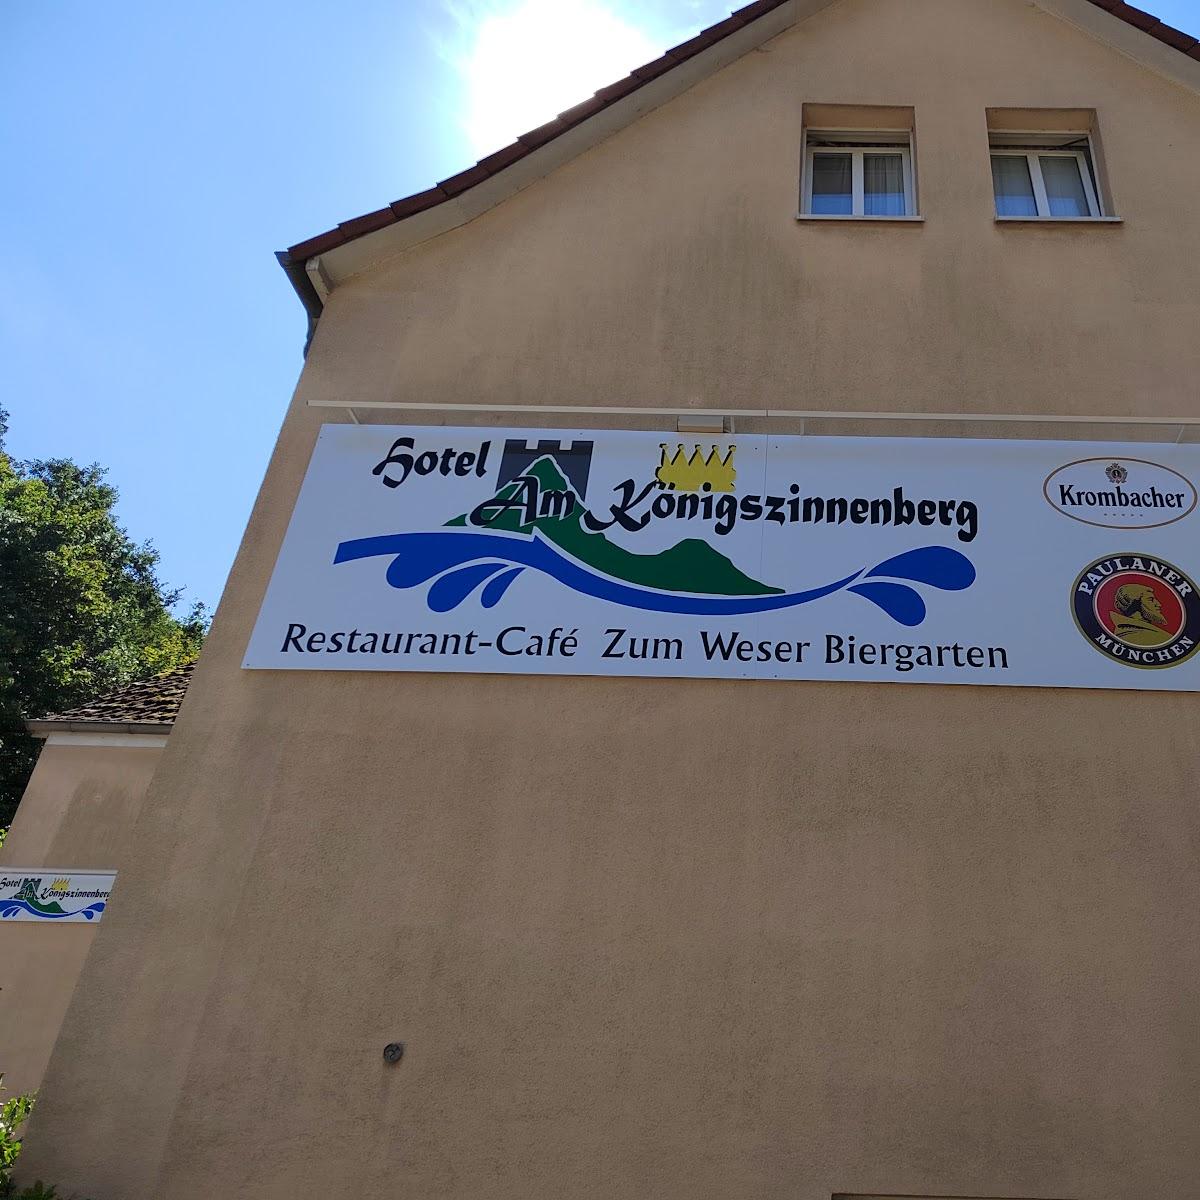 Hotel
Am Königszinnenberg
Restaurant-Café Zum Weser Biergarten
Krombacher
PAULANER
MÜNCHEN
Hotel
Am Königszinnenberg